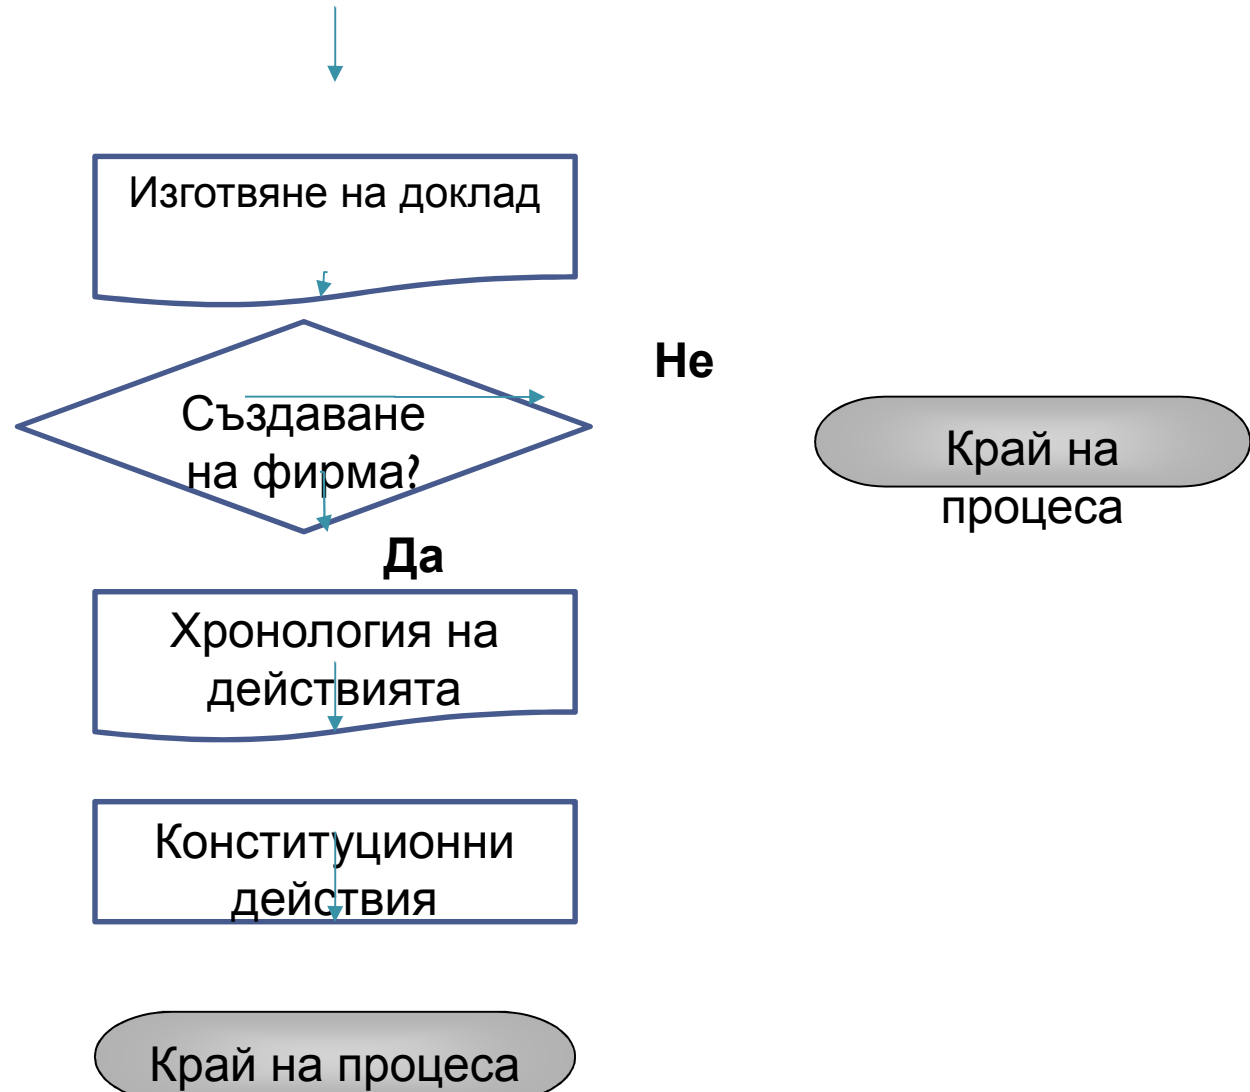 Изготвяне на доклад
Не
Създаване
на фирма?
Край на
процеса
Да
Хронология на
действията
Конституционни
действия
Край на процеса